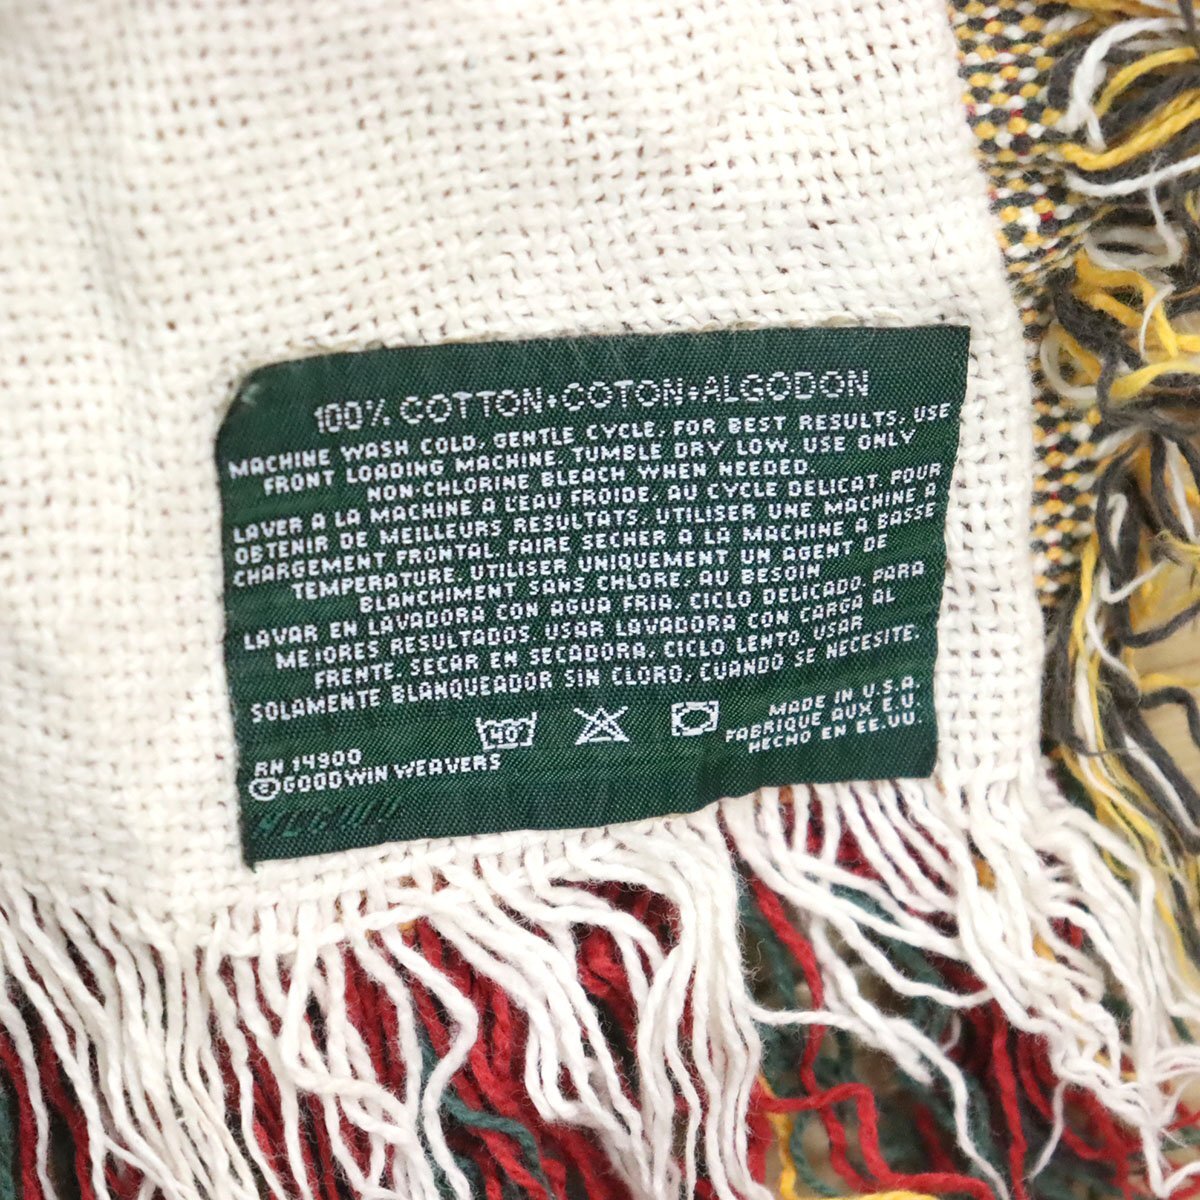 100% COTTON•COTON•ALGODON
MACHINE WASH COLD, GENTLE CYCLE, FOR BEST RESULTS, USE
FRONT LOADING MACHINE, TUMBLE DRY LOW, USE ONLY
NON-CHLORINE BLEACH WHEN NEEDED.
LAVER A LA MACHINE A L'EAU FROIDE, AU CYCLE DELICAT, POUR
OBTENIR DE MEILLEURS RESULTATS, UTILISER UNE MACHINE A
CHARGEMENT FRONTAL, FAIRE SECHER A LA MACHINE A BASSE
TEMPERATURE, UTILISER UNIQUEMENT UN AGENT DE
BLANCHIMENT SANS CHLORE, AU BESOIN
LAVAR EN LAVADORA CON AGUA FRIA, CICLO DELICADO, PARA
MEJORES RESULTADOS, USAR LAVADORA CON CARGA AL
FRENTE, SECAR EN SECADORA, CICLO LENTO, USAR
SOLAMENTE BLANQUEADOR SIN CLORO, CUANDO SE NECESITE.
40°
MADE IN U.S.A.
FABRIQUE AUX E.U.
HECHO EN EE.UU.
RN 14900
©GOODWIN WEAVERS